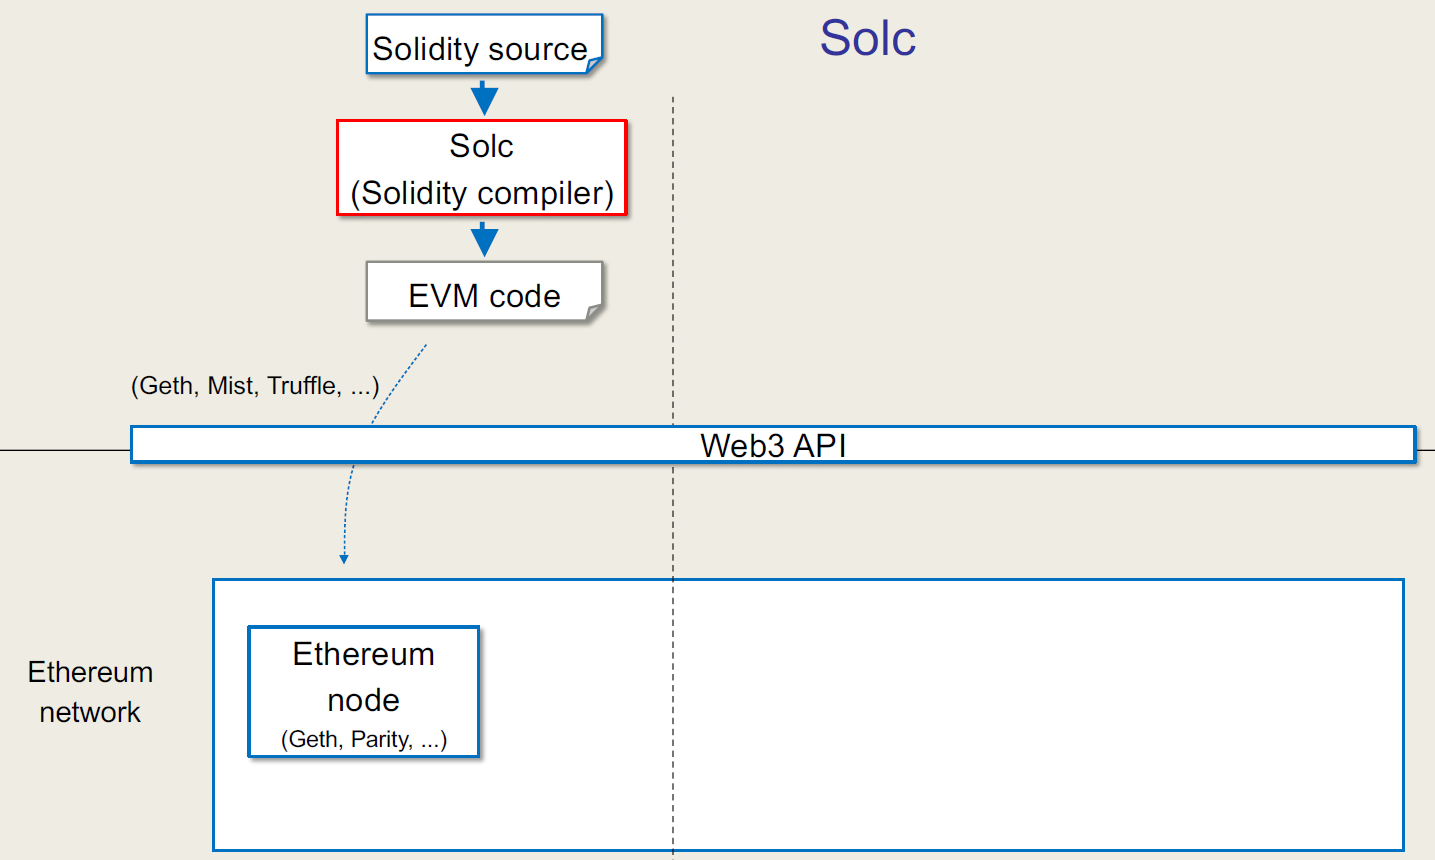 Solc
Solidity source
Solc
(Solidity compiler)
EVM code
(Geth, Mist, Truffle, ...)
Web3 API
Ethereum
network
Ethereum
node
(Geth, Parity, ...)